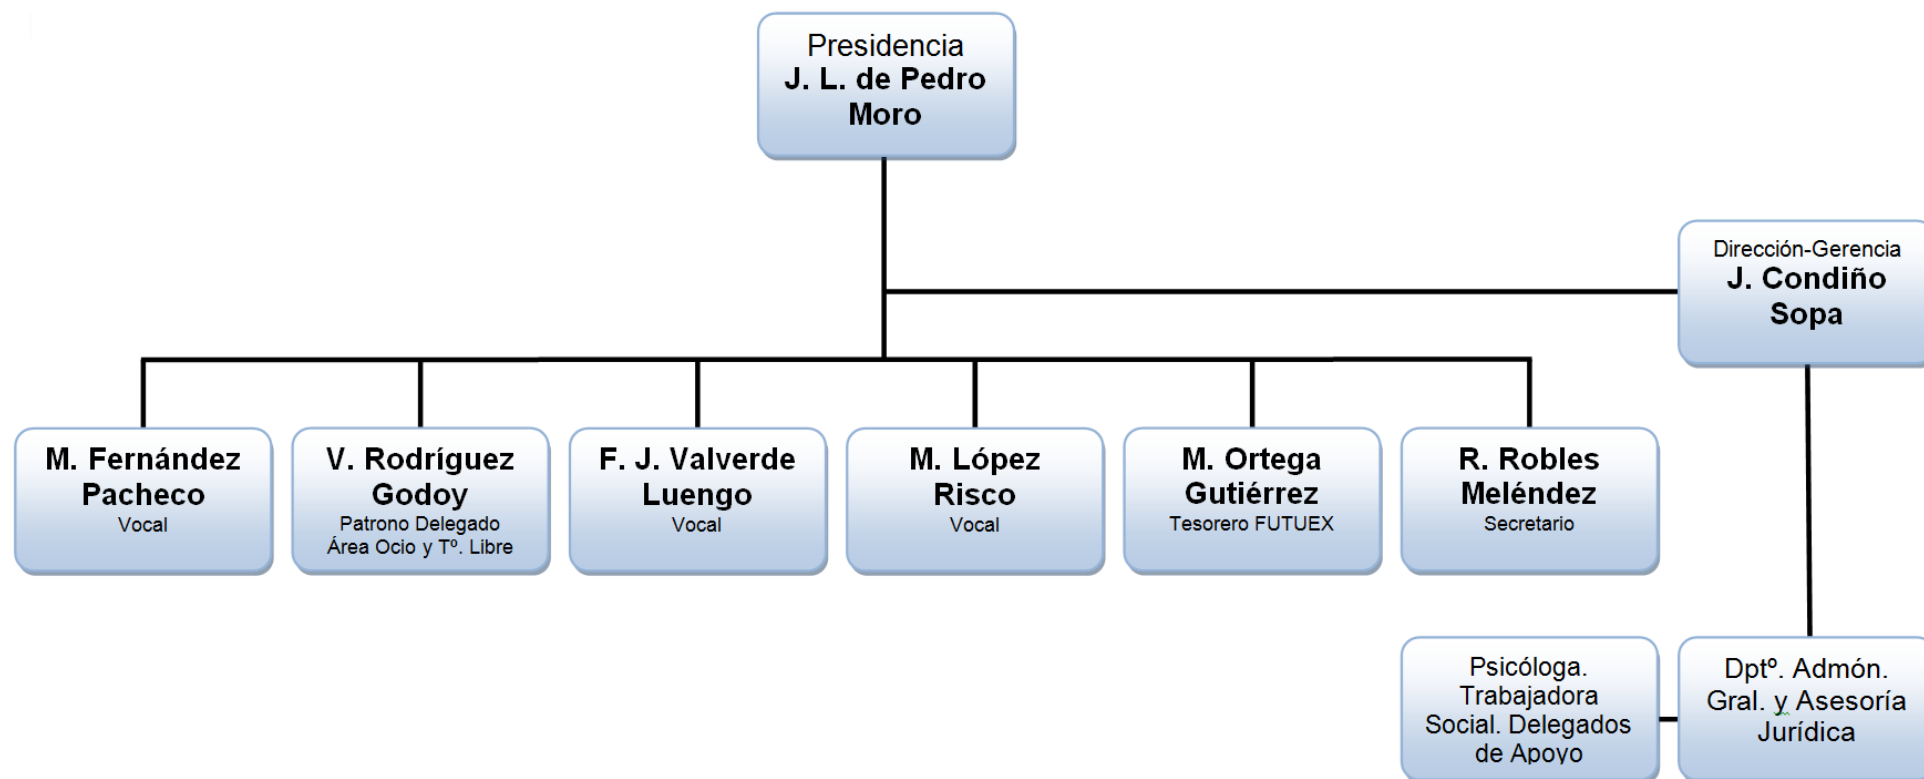 Presidencia
J. L. de Pedro
Moro
Dirección-Gerencia
J. Condiño
Sopa
M. Fernández
Pacheco
Vocal
V. Rodríguez
Godoy
Patrono Delegado
Área Ocio y Tº. Libre
F. J. Valverde
Luengo
Vocal
M. López
Risco
Vocal
M. Ortega
Gutiérrez
Tesorero FUTUEX
R. Robles
Meléndez
Secretario
Psicóloga.
Trabajadora
Social. Delegados
de Apoyo
Dptº. Admón.
Gral. y Asesoría
Jurídica